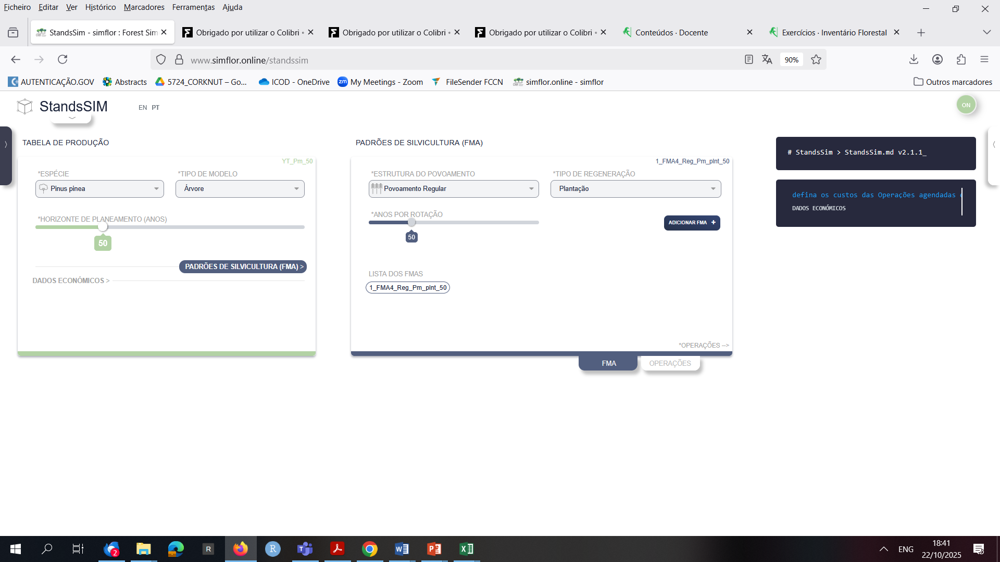 Ficheiro Editar Ver Histórico Marcadores Ferramentas Ajuda
StandsSim - simflor : Forest Sim
Obrigado por utilizar o Colibri •
Obrigado por utilizar o Colibri •
Obrigado por utilizar o Colibri •
Conteúdos · Docente
Exercícios · Inventário Florestal
www.simflor.online/standssim
90%
AUTENTICAÇÃO.GOV
Abstracts
5724_CORKNUT – Go...
ICOD - OneDrive
zm My Meetings - Zoom
FileSender FCCN
simflor.online - simflor
Outros marcadores
StandsSIM
EN PT
ON
TABELA DE PRODUÇÃO
YT_Pm_50
*ESPÉCIE
*TIPO DE MODELO
Pinus pinea
Árvore
*HORIZONTE DE PLANEAMENTO (ANOS)
50
PADRÕES DE SILVICULTURA (FMA) >
DADOS ECONÓMICOS >
PADRÕES DE SILVICULTURA (FMA)
1_FMA4_Reg_Pm_plnt_50
*ESTRUTURA DO POVOAMENTO
*TIPO DE REGENERAÇÃO
Povoamento Regular
Plantação
*ANOS POR ROTAÇÃO
50
ADICIONAR FMA +
LISTA DOS FMAS
1_FMA4_Reg_Pm_plnt_50
*OPERAÇÕES -->
FMA
OPERAÇÕES
# StandsSim > StandsSim.md v2.1.1_
defina os custos das Operações agendadas
DADOS ECONÓMICOS
2
ENG
18:41
22/10/2025